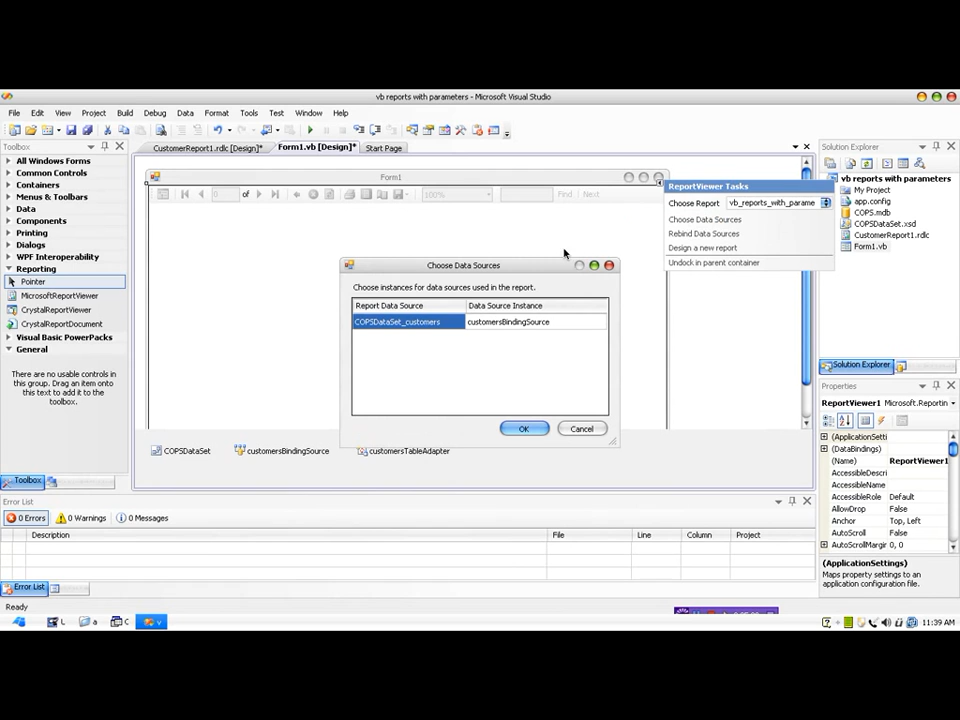 vb reports with parameters - Microsoft Visual Studio
File Edit View Project Build Debug Data Format Tools Test Window Help
Toolbox
All Windows Forms
Common Controls
Containers
Menus & Toolbars
Data
Components
Printing
Dialogs
WPF Interoperability
Reporting
Pointer
MicrosoftReportViewer
CrystalReportViewer
CrystalReportDocument
Visual Basic PowerPacks
General
There are no usable controls in
this group. Drag an item onto
this text to add it to the
toolbox.
Toolbox
CustomerReport1.rdlc [Design]* Form1.vb [Design]* Start Page
Form1
0 of 100% Find | Next
ReportViewer Tasks
Choose Report vb_reports_with_parame
Choose Data Sources
Rebind Data Sources
Design a new report
Undock in parent container
Choose Data Sources
Choose instances for data sources used in the report.
Report Data Source Data Source Instance
COPSDataSet_customers customersBindingSource
OK Cancel
COPSDataSet customersBindingSource customersTableAdapter
Solution Explorer
vb reports with parameters
My Project
app.config
COPS.mdb
COPSDataSet.xsd
CustomerReport1.rdlc
Form1.vb
Solution Explorer
Properties
ReportViewer1 Microsoft.Reportin
(ApplicationSetti
(DataBindings)
(Name) ReportViewer1
AccessibleDescri
AccessibleName
AccessibleRole Default
AllowDrop False
Anchor Top, Left
AutoScroll False
AutoScrollMargin 0, 0
(ApplicationSettings)
Maps property settings to an
application configuration file.
Error List
0 Errors 0 Warnings 0 Messages
Description File Line Column Project
Error List
Ready
L a C v 11:39 AM